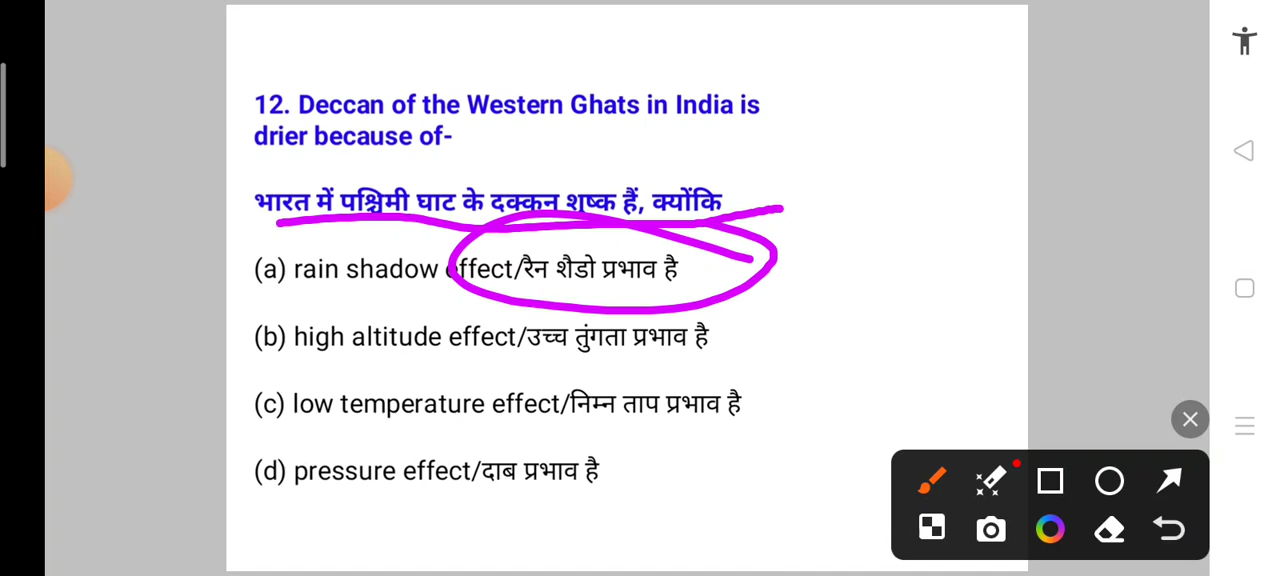 12. Deccan of the Western Ghats in India is
drier because of-
भारत में पश्चिमी घाट के दक्कन शुष्क हैं, क्योंकि
(a) rain shadow effect/रैन शैडो प्रभाव है
(b) high altitude effect/उच्च तुंगता प्रभाव है
(c) low temperature effect/निम्न ताप प्रभाव है
(d) pressure effect/दाब प्रभाव है